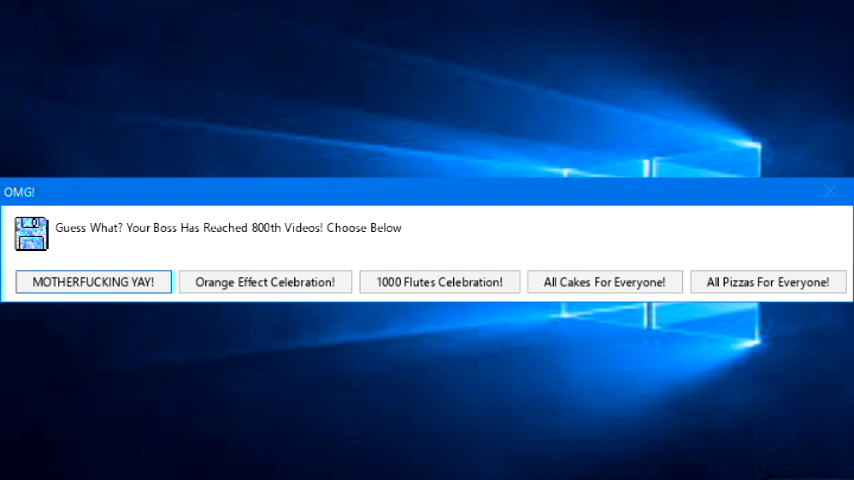 OMG!
Guess What? Your Boss Has Reached 800th Videos! Choose Below
MOTHERFUCKING YAY! Orange Effect Celebration! 1000 Flutes Celebration! All Cakes For Everyone! All Pizzas For Everyone!